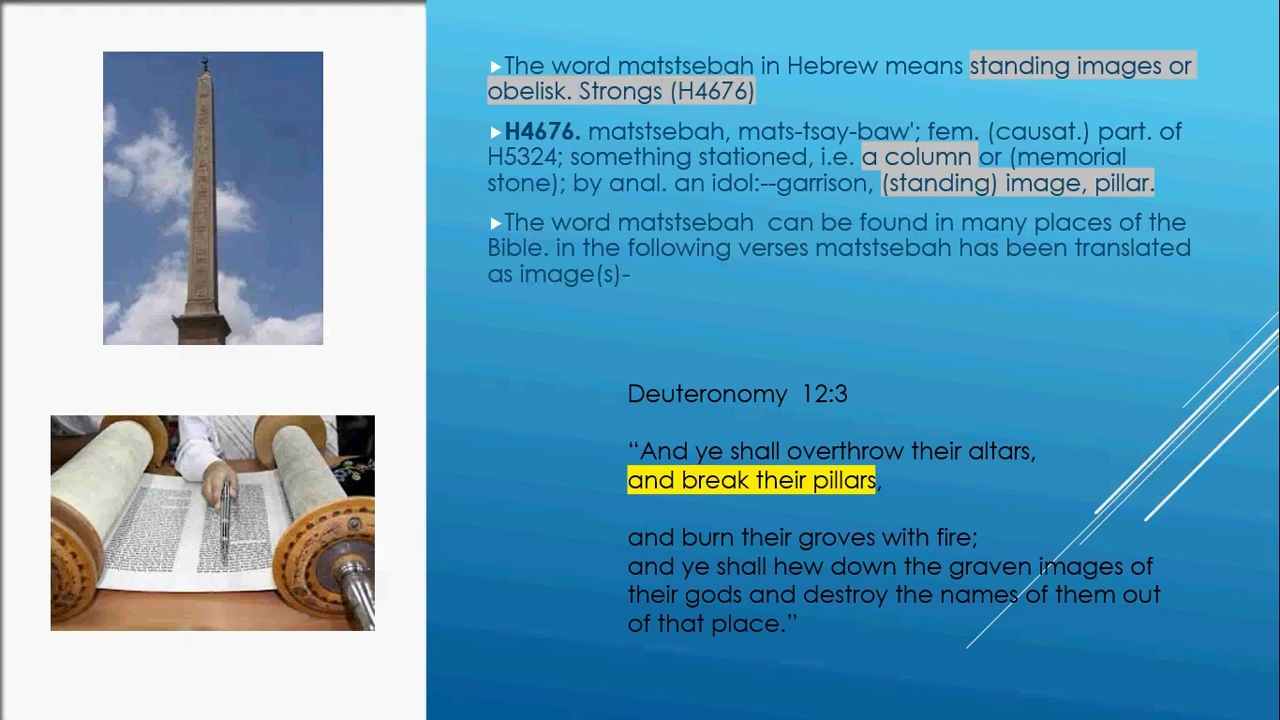 The word matstsebah in Hebrew means standing images or
obelisk. Strongs (H4676)
H4676. matstsebah, mats-tsay-baw'; fem. (causat.) part. of
H5324; something stationed, i.e. a column or (memorial
stone); by anal. an idol:--garrison, (standing) image, pillar.
The word matstsebah can be found in many places of the
Bible. in the following verses matstsebah has been translated
as image(s)-
Deuteronomy 12:3
“And ye shall overthrow their altars,
and break their pillars,
and burn their groves with fire;
and ye shall hew down the graven images of
their gods and destroy the names of them out
of that place.”